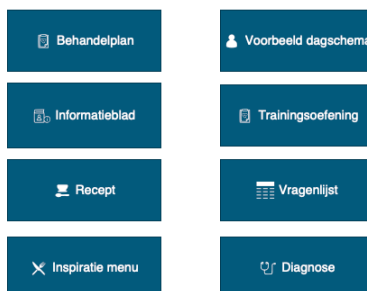 Behandelplan
Voorbeeld dagschema
Informatieblad
Trainingsoefening
Recept
Vragenlijst
Inspiratie menu
Diagnose